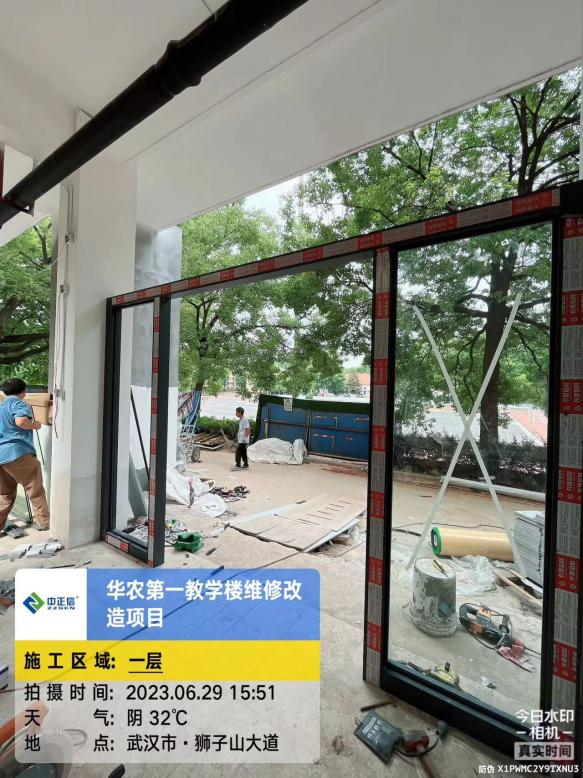 中正信®
ZZSEN
华农第一教学楼维修改
造项目
施工区域: 一层
拍摄时间: 2023.06.29 15:51
天气: 阴 32℃
地点: 武汉市·狮子山大道
今日水印
-相机-
真实时间
防伪 X1PWMC2Y9TXNU3